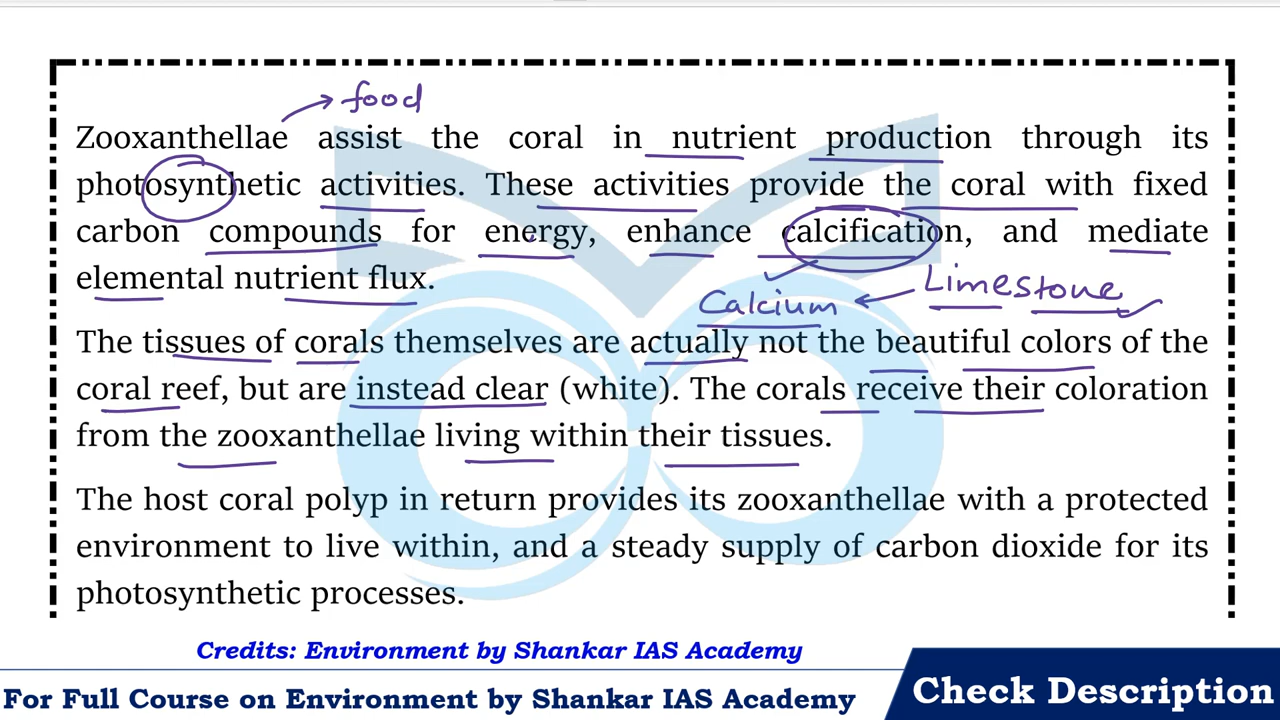 food
Zooxanthellae assist the coral in nutrient production through its
photosynthetic activities. These activities provide the coral with fixed
carbon compounds for energy, enhance calcification, and mediate
elemental nutrient flux.
Calcium Limestone
The tissues of corals themselves are actually not the beautiful colors of the
coral reef, but are instead clear (white). The corals receive their coloration
from the zooxanthellae living within their tissues.
The host coral polyp in return provides its zooxanthellae with a protected
environment to live within, and a steady supply of carbon dioxide for its
photosynthetic processes.
Credits: Environment by Shankar IAS Academy
For Full Course on Environment by Shankar IAS Academy
Check Description